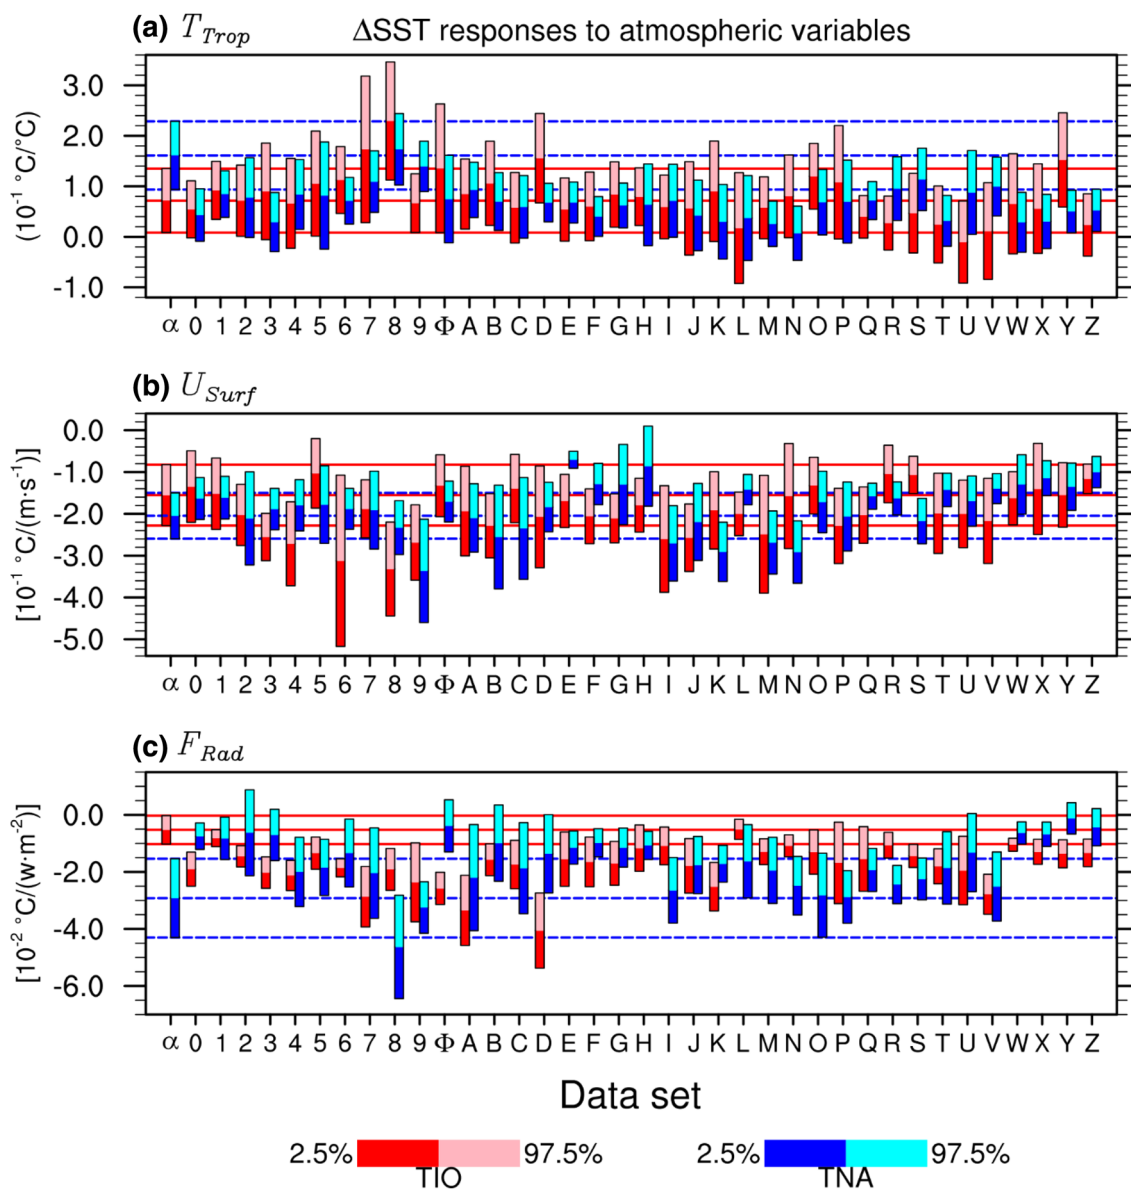 (a) T_Trop ΔSST responses to atmospheric variables
(10⁻¹ °C/°C)
3.0
2.0
1.0
0.0
-1.0
α 0 1 2 3 4 5 6 7 8 9 Φ A B C D E F G H I J K L M N O P Q R S T U V W X Y Z
(b) U_Surf
[10⁻¹ °C/(m·s⁻¹)]
0.0
-1.0
-2.0
-3.0
-4.0
-5.0
α 0 1 2 3 4 5 6 7 8 9 Φ A B C D E F G H I J K L M N O P Q R S T U V W X Y Z
(c) F_Rad
[10⁻² °C/(w·m⁻²)]
0.0
-2.0
-4.0
-6.0
α 0 1 2 3 4 5 6 7 8 9 Φ A B C D E F G H I J K L M N O P Q R S T U V W X Y Z
Data set
2.5% 97.5% 2.5% 97.5%
TIO TNA